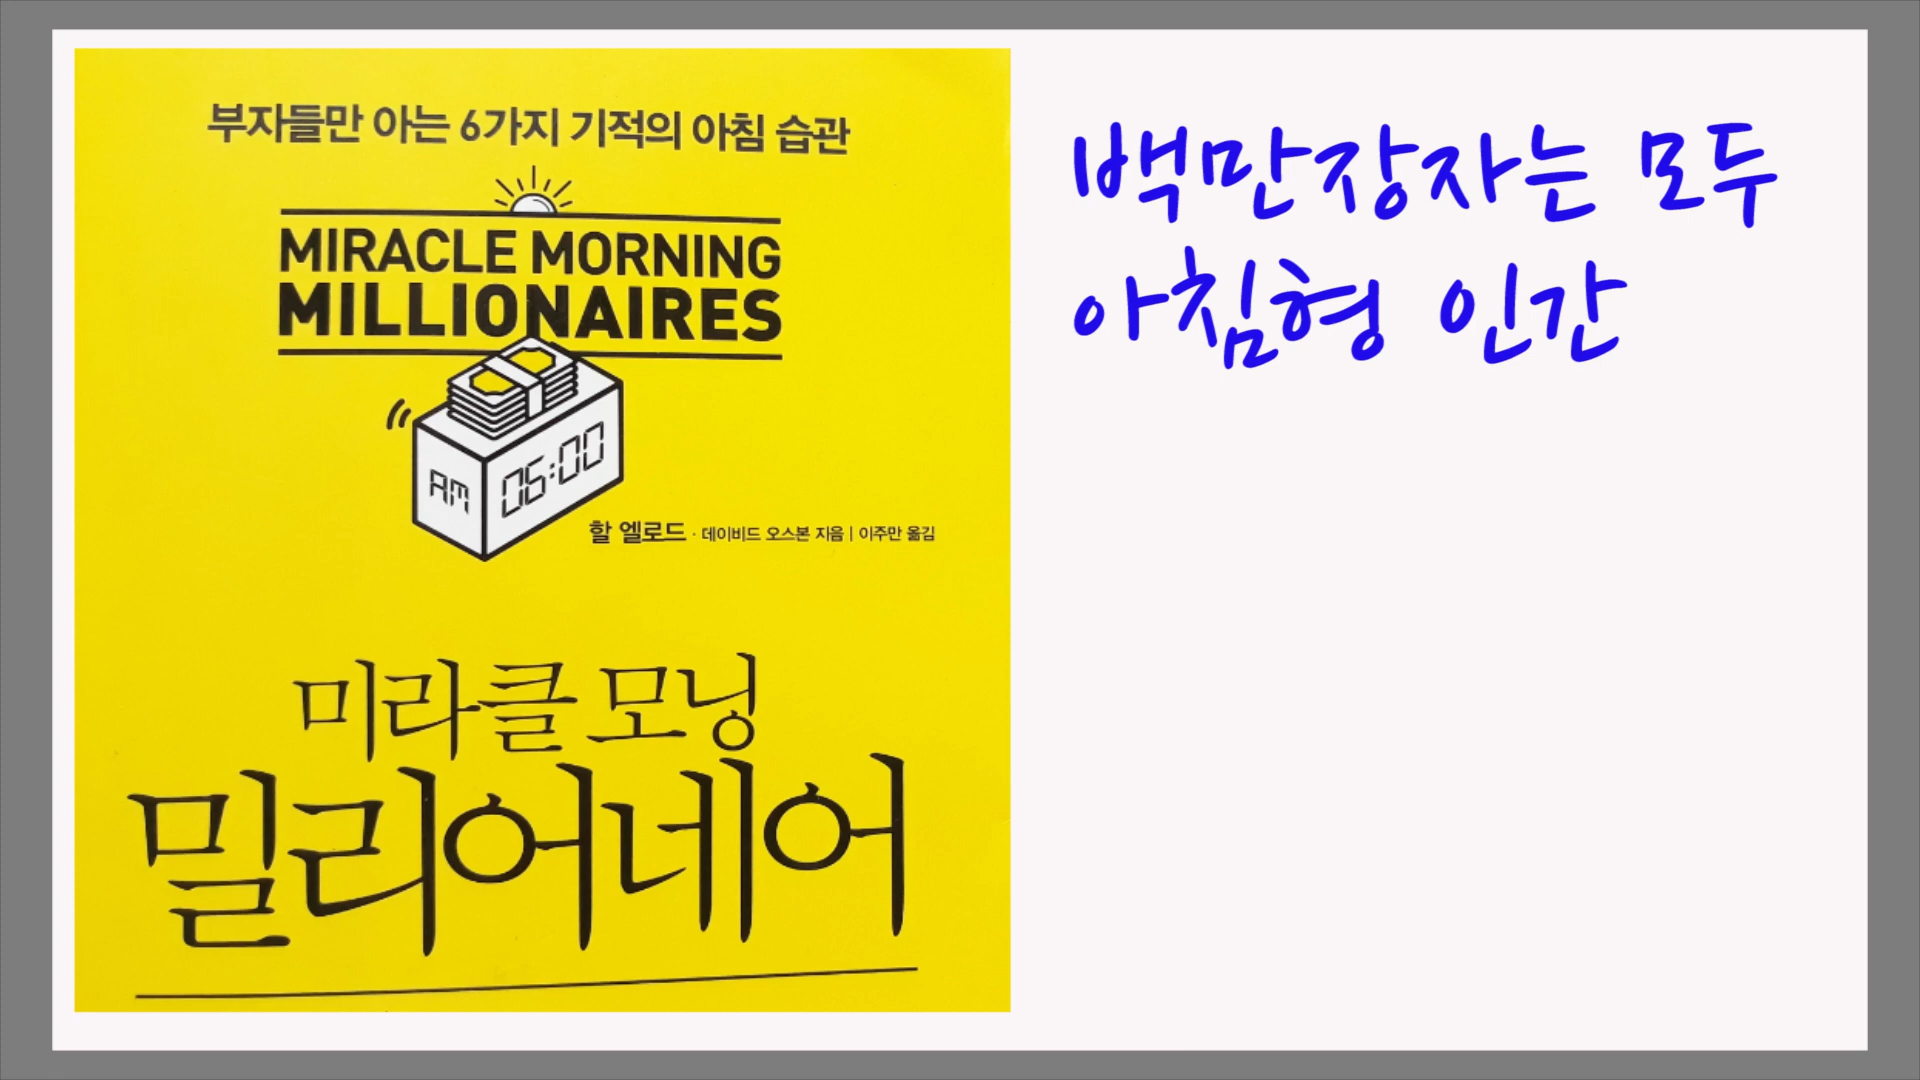 부자들만 아는 6가지 기적의 아침 습관
MIRACLE MORNING
MILLIONAIRES
AM 06:00
할 엘로드 · 데이비드 오스본 지음 | 이주만 옮김
미라클 모닝
밀리어네어
백만장자는 모두
아침형 인간